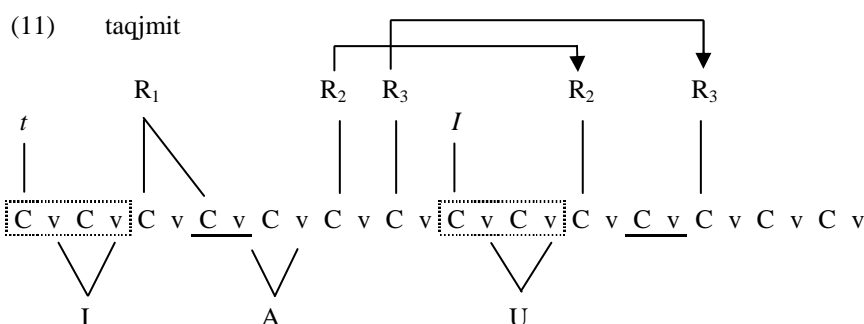 (11) taqjmit
R1 R2 R3 R2 R3
t I
C v C v C v C v C v C v C v C v C v C v C v C v C v C v
I A U